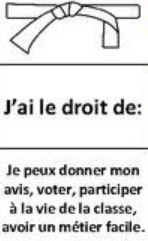 J'ai le droit de:
Je peux donner mon
avis, voter, participer
à la vie de la classe,
avoir un métier facile.